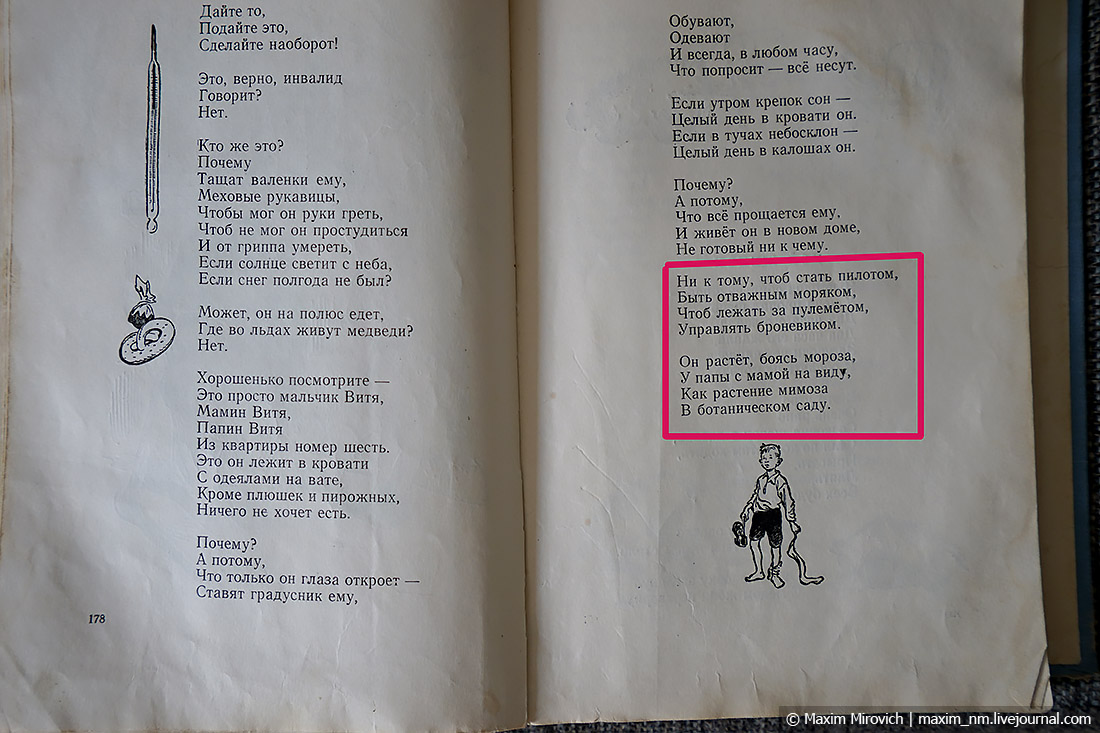 Дайте то,
Подайте это,
Сделайте наоборот!
Это, верно, инвалид
Говорит?
Нет.
Кто же это?
Почему
Тащат валенки ему,
Меховые рукавицы,
Чтобы мог он руки греть,
Чтоб не мог он простудиться
И от гриппа умереть,
Если солнце светит с неба,
Если снег полгода не был?
Может, он на полюс едет,
Где во льдах живут медведи?
Нет.
Хорошенько посмотрите —
Это просто мальчик Витя,
Мамин Витя,
Папин Витя
Из квартиры номер шесть.
Это он лежит в кровати
С одеялами на вате,
Кроме плюшек и пирожных,
Ничего не хочет есть.
Почему?
А потому,
Что только он глаза откроет —
Ставят градусник ему,
178
Обувают,
Одевают
И всегда, в любом часу,
Что попросит — всё несут.
Если утром крепок сон —
Целый день в кровати он.
Если в тучах небосклон —
Целый день в калошах он.
Почему?
А потому,
Что всё прощается ему,
И живёт он в новом доме,
Не готовый ни к чему.
Ни к тому, чтоб стать пилотом,
Быть отважным моряком,
Чтоб лежать за пулемётом,
Управлять броневиком.
Он растёт, боясь мороза,
У папы с мамой на виду,
Как растение мимоза
В ботаническом саду.
© Maxim Mirovich | maxim_nm.livejournal.com